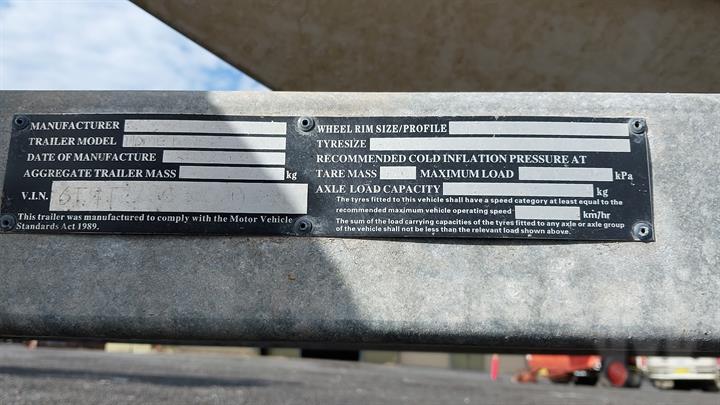 MANUFACTURER
TRAILER MODEL
DATE OF MANUFACTURE
AGGREGATE TRAILER MASS kg
V.I.N.
This trailer was manufactured to comply with the Motor Vehicle
Standards Act 1989.
WHEEL RIM SIZE/PROFILE
TYRESIZE
RECOMMENDED COLD INFLATION PRESSURE AT
TARE MASS MAXIMUM LOAD kPa
AXLE LOAD CAPACITY kg
The tyres fitted to this vehicle shall have a speed category at least equal to the
recommended maximum vehicle operating speed km/hr
The sum of the load carrying capacities of the tyres fitted to any axle or axle group
of the vehicle shall not be less than the relevant load shown above.